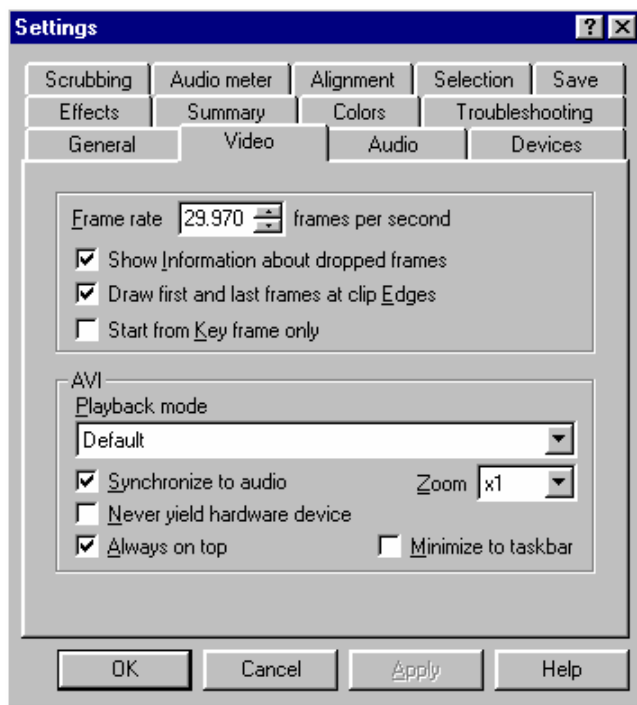 Settings
Scrubbing Audio meter Alignment Selection Save
Effects Summary Colors Troubleshooting
General Video Audio Devices
Frame rate 29.970 frames per second
Show Information about dropped frames
Draw first and last frames at clip Edges
Start from Key frame only
AVI
Playback mode
Default
Synchronize to audio Zoom x1
Never yield hardware device
Always on top Minimize to taskbar
OK Cancel Apply Help